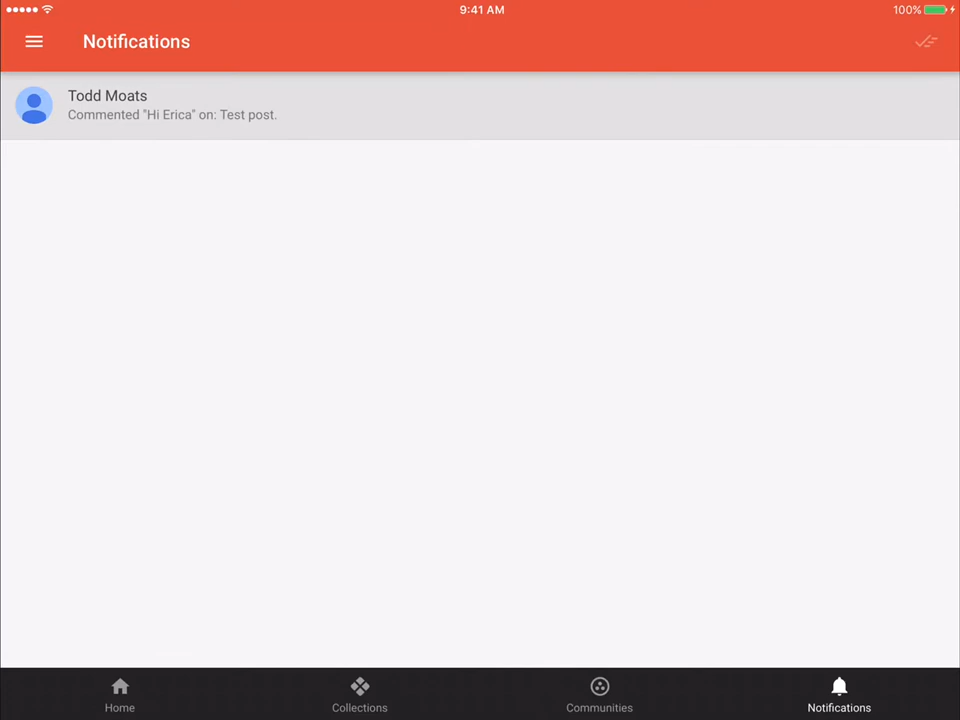 9:41 AM
100%
Notifications
Todd Moats
Commented "Hi Erica" on: Test post.
Home
Collections
Communities
Notifications